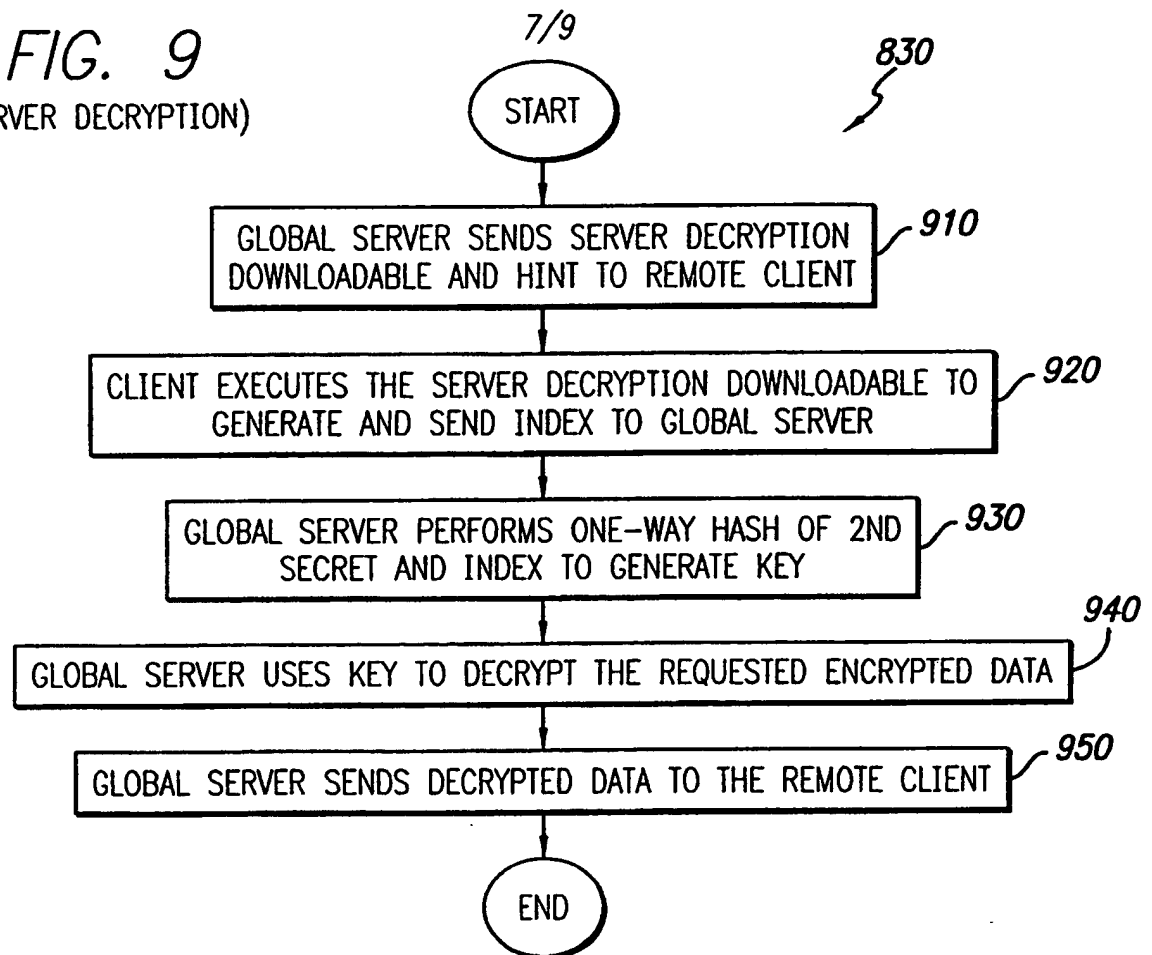 7/9
FIG. 9
RVER DECRYPTION)
830
START
GLOBAL SERVER SENDS SERVER DECRYPTION
DOWNLOADABLE AND HINT TO REMOTE CLIENT
910
CLIENT EXECUTES THE SERVER DECRYPTION DOWNLOADABLE TO
GENERATE AND SEND INDEX TO GLOBAL SERVER
920
GLOBAL SERVER PERFORMS ONE-WAY HASH OF 2ND
SECRET AND INDEX TO GENERATE KEY
930
GLOBAL SERVER USES KEY TO DECRYPT THE REQUESTED ENCRYPTED DATA
940
GLOBAL SERVER SENDS DECRYPTED DATA TO THE REMOTE CLIENT
950
END